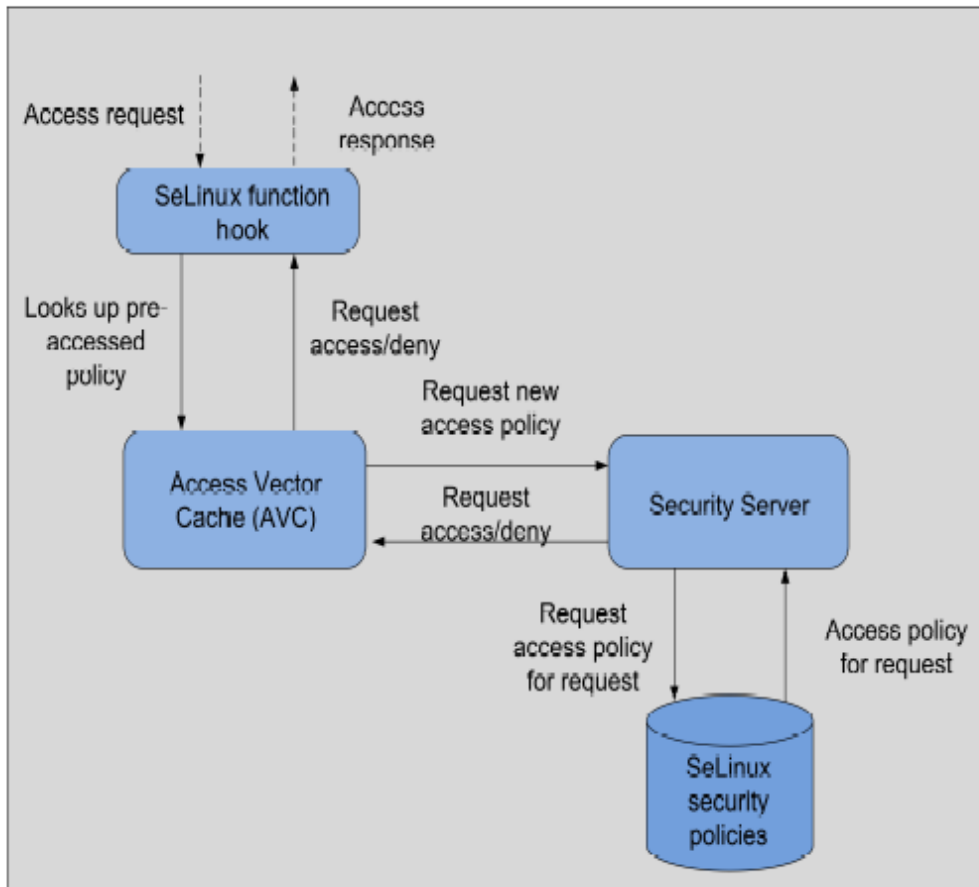 Access request
Access
response
SeLinux function
hook
Looks up pre-
accessed
policy
Request
access/deny
Request new
access policy
Access Vector
Cache (AVC)
Request
access/deny
Security Server
Request
access policy
for request
Access policy
for request
SeLinux
security
policies